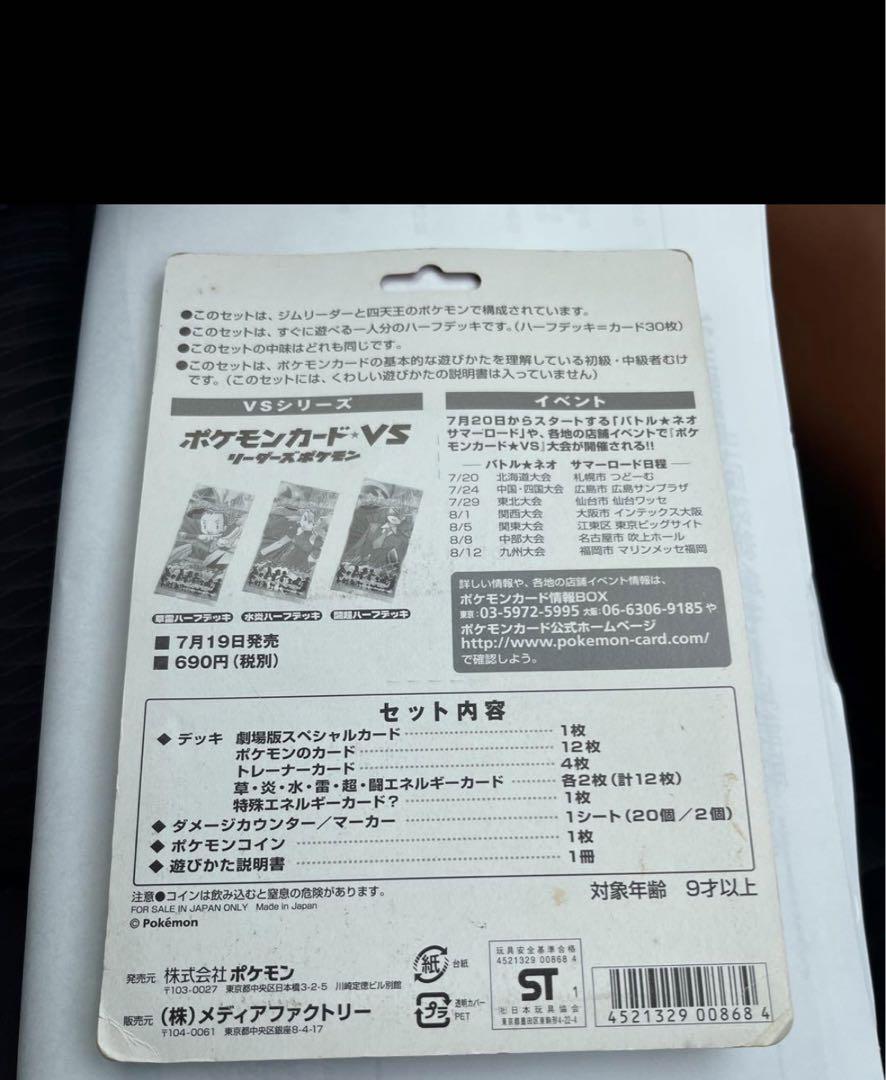 ●このセットは、ジムリーダーと四天王のポケモンで構成されています。
●このセットは、すぐに遊べる一人分のハーフデッキです。(ハーフデッキ=カード30枚)
●このセットの中味はどれも同じです。
●このセットは、ポケモンカードの基本的な遊びかたを理解している初級・中級者むけ
です。(このセットには、くわしい遊びかたの説明書は入っていません)
VSシリーズ
ポケモンカード★VS
リーダーズポケモン
草雷ハーフデッキ 水炎ハーフデッキ 闘超ハーフデッキ
■ 7月19日発売
■ 690円(税別)
イベント
7月20日からスタートする「バトル★ネオ
サマーロード」や、各地の店舗イベントで『ポケ
モンカード★VS』大会が開催される!!
バトル★ネオ サマーロード日程
7/20 北海道大会 札幌市 つどーむ
7/24 中国・四国大会 広島市 広島サンプラザ
7/29 東北大会 仙台市 仙台ワッセ
8/1 関西大会 大阪市 インテックス大阪
8/5 関東大会 江東区 東京ビッグサイト
8/8 中部大会 名古屋市 吹上ホール
8/12 九州大会 福岡市 マリンメッセ福岡
詳しい情報や、各地の店舗イベント情報は、
ポケモンカード情報BOX
東京:03-5972-5995 大阪:06-6306-9185 や
ポケモンカード公式ホームページ
http://www.pokemon-card.com/
で確認しよう。
セット内容
◆ デッキ 劇場版スペシャルカード 1枚
ポケモンのカード 12枚
トレーナーカード 4枚
草・炎・水・雷・超・闘エネルギーカード 各2枚(計12枚)
特殊エネルギーカード? 1枚
◆ ダメージカウンター/マーカー 1シート(20個/2個)
◆ ポケモンコイン 1枚
◆ 遊びかた説明書 1冊
注意●コインは飲み込むと窒息の危険があります。
FOR SALE IN JAPAN ONLY Made in Japan
© Pokémon
対象年齢 9才以上
発売元 株式会社 ポケモン
〒103-0027 東京都中央区日本橋3-2-5 川崎定徳ビル別館
販売元 (株)メディアファクトリー
〒104-0061 東京都中央区銀座8-4-17
紙 台紙
プラ 透明カバー
PET
玩具安全基準合格
4521329 00868 4
ST 1
社日本玩具協会
東京都墨田区東駒形4-22-4
4521329 008684